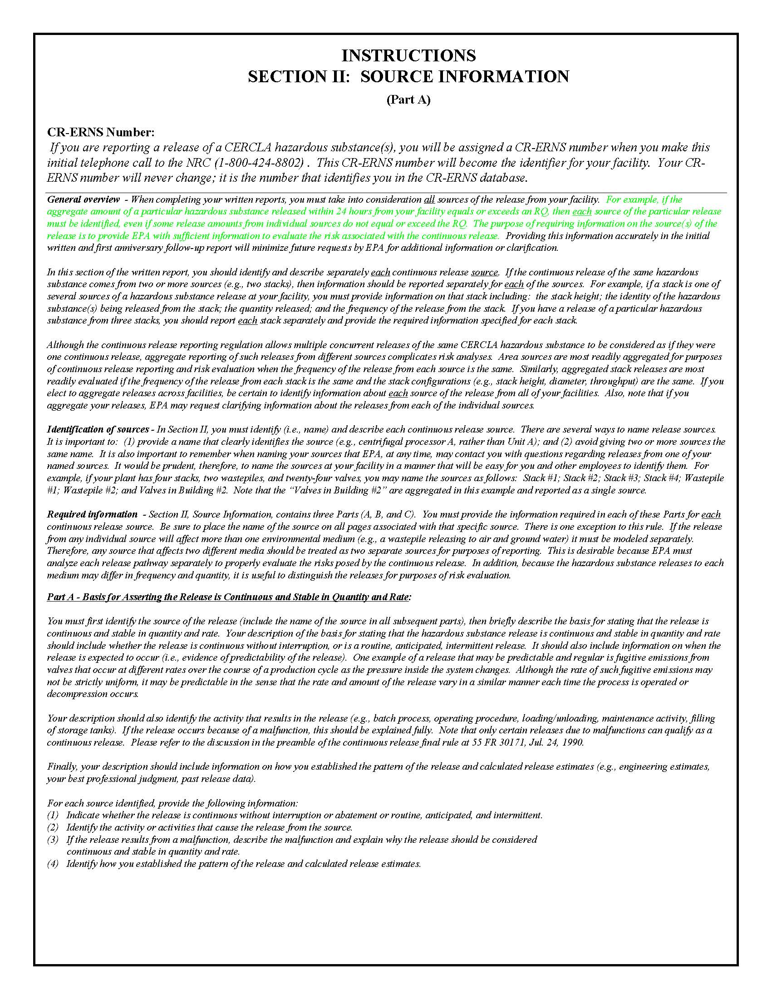 INSTRUCTIONS
SECTION II:  SOURCE INFORMATION
(Part A)
CR-ERNS Number:
If you are reporting a release of a CERCLA hazardous substance(s), you will be assigned a CR-ERNS number when you make this
initial telephone call to the NRC (1-800-424-8802) .  This CR-ERNS number will become the identifier for your facility.  Your CR-
ERNS number will never change; it is the number that identifies you in the CR-ERNS database.
General overview  - When completing your written reports, you must take into consideration all sources of the release from your facility.  For example, if the
aggregate amount of a particular hazardous substance released within 24 hours from your facility equals or exceeds an RQ, then each source of the particular release
must be identified, even if some release amounts from individual sources do not equal or exceed the RQ.  The purpose of requiring information on the source(s) of the
release is to provide EPA with sufficient information to evaluate the risk associated with the continuous release.  Providing this information accurately in the initial
written and first anniversary follow-up report will minimize future requests by EPA for additional information or clarification.
In this section of the written report, you should identify and describe separately each continuous release source.  If the continuous release of the same hazardous
substance comes from two or more sources (e.g., two stacks), then information should be reported separately for each of the sources.  For example, if a stack is one of
several sources of a hazardous substance release at your facility, you must provide information on that stack including:  the stack height; the identity of the hazardous
substance(s) being released from the stack; the quantity released; and the frequency of the release from the stack.  If you have a release of a particular hazardous
substance from three stacks, you should report each stack separately and provide the required information specified for each stack.
Although the continuous release reporting regulation allows multiple concurrent releases of the same CERCLA hazardous substance to be considered as if they were
one continuous release, aggregate reporting of such releases from different sources complicates risk analyses.  Area sources are most readily aggregated for purposes
of continuous release reporting and risk evaluation when the frequency of the release from each source is the same.  Similarly, aggregated stack releases are most
readily evaluated if the frequency of the release from each stack is the same and the stack configurations (e.g., stack height, diameter, throughput) are the same.  If you
elect to aggregate releases across facilities, be certain to identify information about each source of the release from all of your facilities.  Also, note that if you
aggregate your releases, EPA may request clarifying information about the releases from each of the individual sources.
Identification of sources - In Section II, you must identify (i.e., name) and describe each continuous release source.  There are several ways to name release sources.
It is important to:  (1) provide a name that clearly identifies the source (e.g., centrifugal processor A, rather than Unit A); and (2) avoid giving two or more sources the
same name.  It is also important to remember when naming your sources that EPA, at any time, may contact you with questions regarding releases from one of your
named sources.  It would be prudent, therefore, to name the sources at your facility in a manner that will be easy for you and other employees to identify them.  For
example, if your plant has four stacks, two wastepiles, and twenty-four valves, you may name the sources as follows:  Stack #1; Stack #2; Stack #3; Stack #4; Wastepile
#1; Wastepile #2; and Valves in Building #2.  Note that the “Valves in Building #2” are aggregated in this example and reported as a single source.
Required information  - Section II, Source Information, contains three Parts (A, B, and C).  You must provide the information required in each of these Parts for each
continuous release source.  Be sure to place the name of the source on all pages associated with that specific source.  There is one exception to this rule.  If the release
from any individual source will affect more than one environmental medium (e.g., a wastepile releasing to air and ground water) it must be modeled separately.
Therefore, any source that affects two different media should be treated as two separate sources for purposes of reporting.  This is desirable because EPA must
analyze each release pathway separately to properly evaluate the risks posed by the continuous release.  In addition, because the hazardous substance releases to each
medium may differ in frequency and quantity, it is useful to distinguish the releases for purposes of risk evaluation.
Part A - Basis for Asserting the Release is Continuous and Stable in Quantity and Rate:
You must first identify the source of the release (include the name of the source in all subsequent parts), then briefly describe the basis for stating that the release is
continuous and stable in quantity and rate.  Your description of the basis for stating that the hazardous substance release is continuous and stable in quantity and rate
should include whether the release is continuous without interruption, or is a routine, anticipated, intermittent release.  It should also include information on when the
release is expected to occur (i.e., evidence of predictability of the release).  One example of a release that may be predictable and regular is fugitive emissions from
valves that occur at different rates over the course of a production cycle as the pressure inside the system changes.  Although the rate of such fugitive emissions may
not be strictly uniform, it may be predictable in the sense that the rate and amount of the release vary in a similar manner each time the process is operated or
decompression occurs.
Your description should also identify the activity that results in the release (e.g., batch process, operating procedure, loading/unloading, maintenance activity, filling
of storage tanks).  If the release occurs because of a malfunction, this should be explained fully.  Note that only certain releases due to malfunctions can qualify as a
continuous release.  Please refer to the discussion in the preamble of the continuous release final rule at 55 FR 30171, Jul. 24, 1990.
Finally, your description should include information on how you established the pattern of the release and calculated release estimates (e.g., engineering estimates,
your best professional judgment, past release data).
For each source identified, provide the following information:
(1)   Indicate whether the release is continuous without interruption or abatement or routine, anticipated, and intermittent.
(2)   Identify the activity or activities that cause the release from the source.
(3)   If the release results from a malfunction, describe the malfunction and explain why the release should be considered
continuous and stable in quantity and rate.
(4)   Identify how you established the pattern of the release and calculated release estimates.